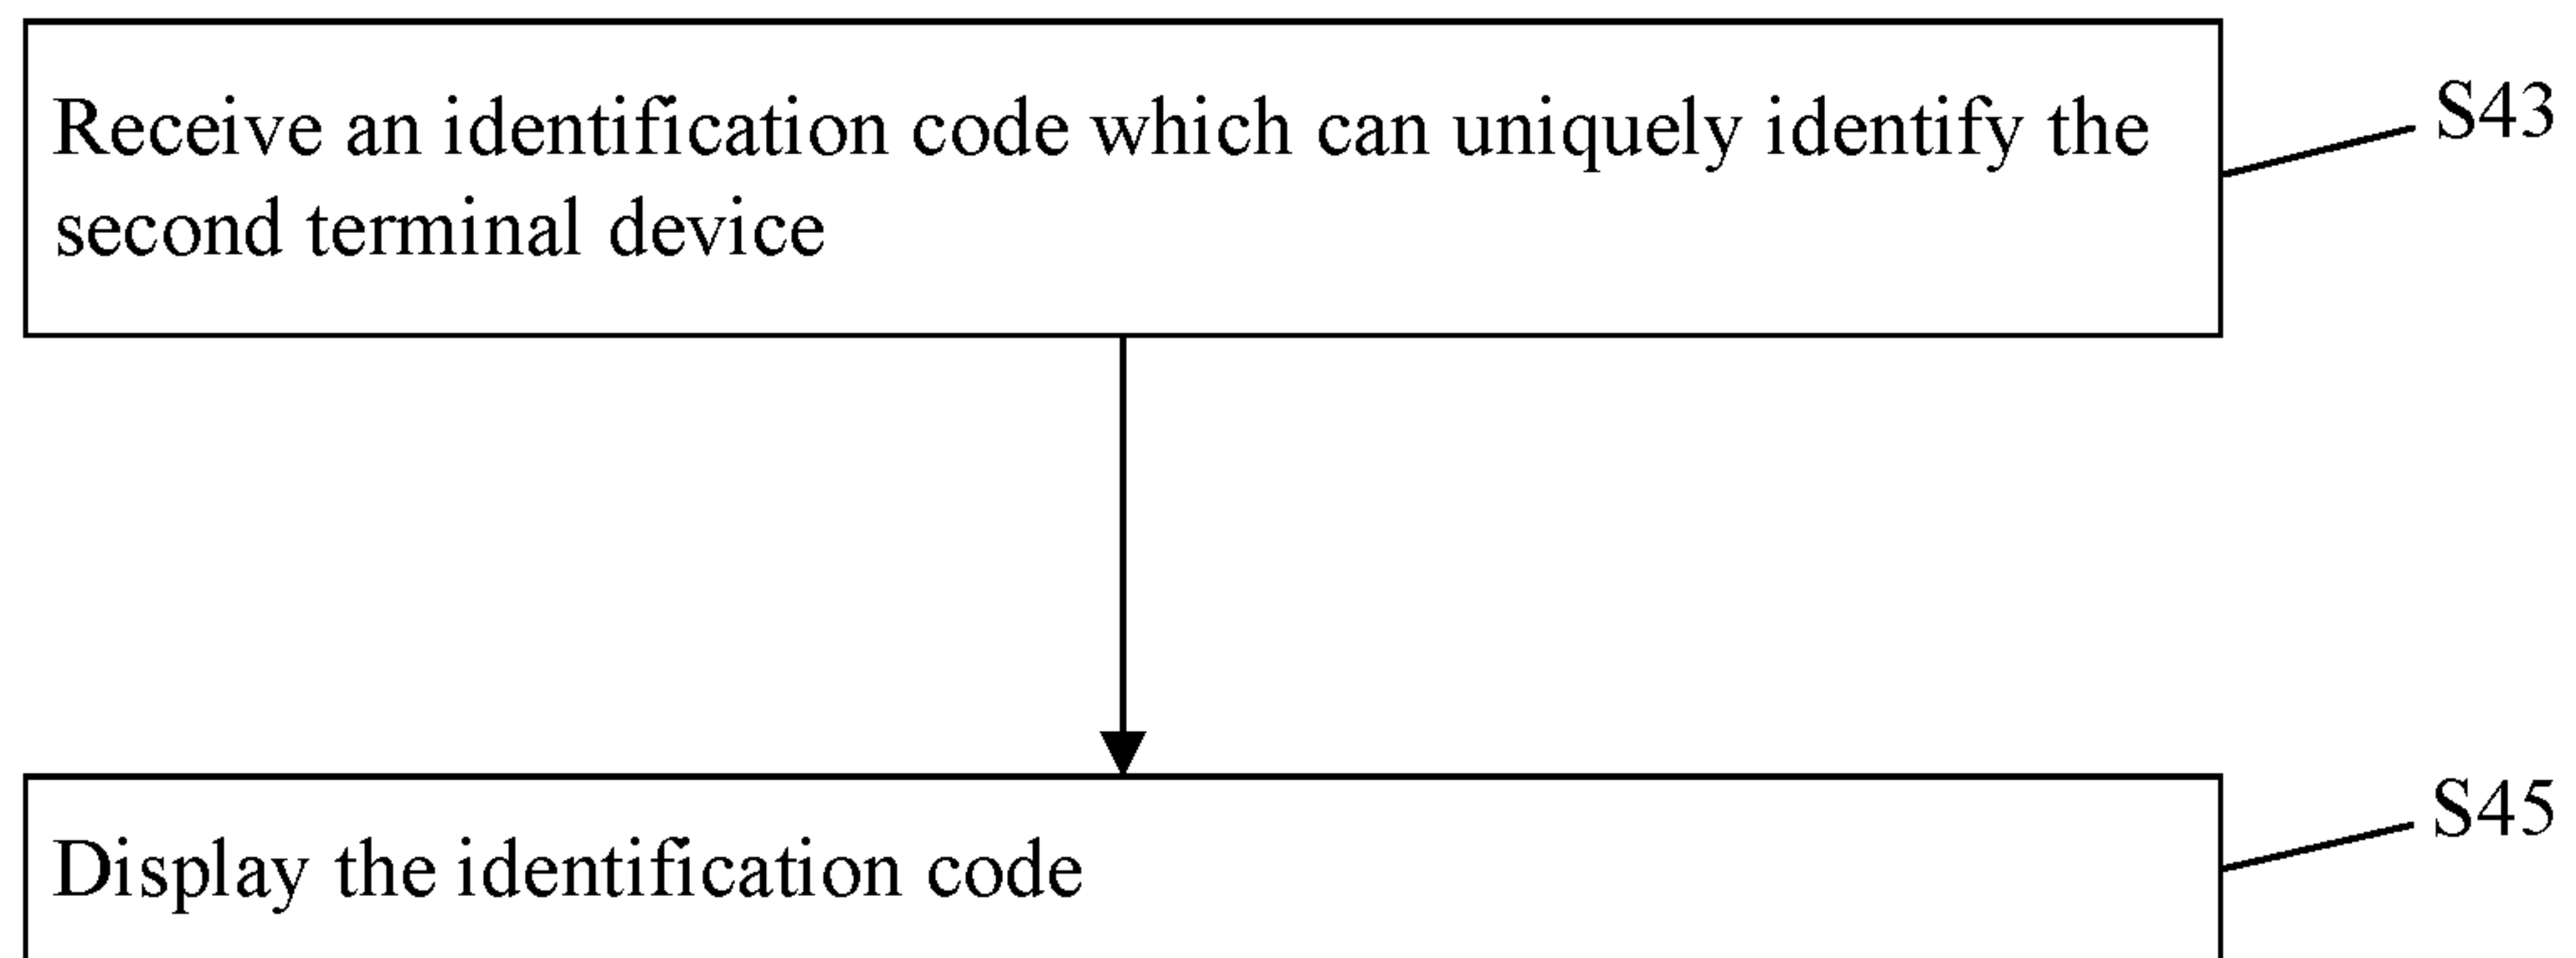 Receive an identification code which can uniquely identify the
second terminal device
S43
Display the identification code
S45